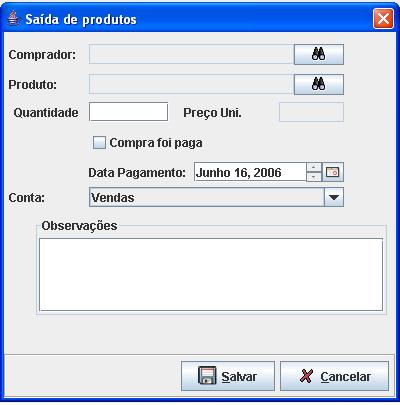 Saída de produtos
Comprador:
Produto:
Quantidade Preço Uni.
Compra foi paga
Data Pagamento: Junho 16, 2006
Conta: Vendas
Observações
Salvar Cancelar